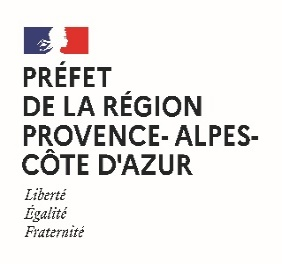 PRÉFET
DE LA RÉGION
PROVENCE- ALPES-
CÔTE D'AZUR
Liberté
Égalité
Fraternité